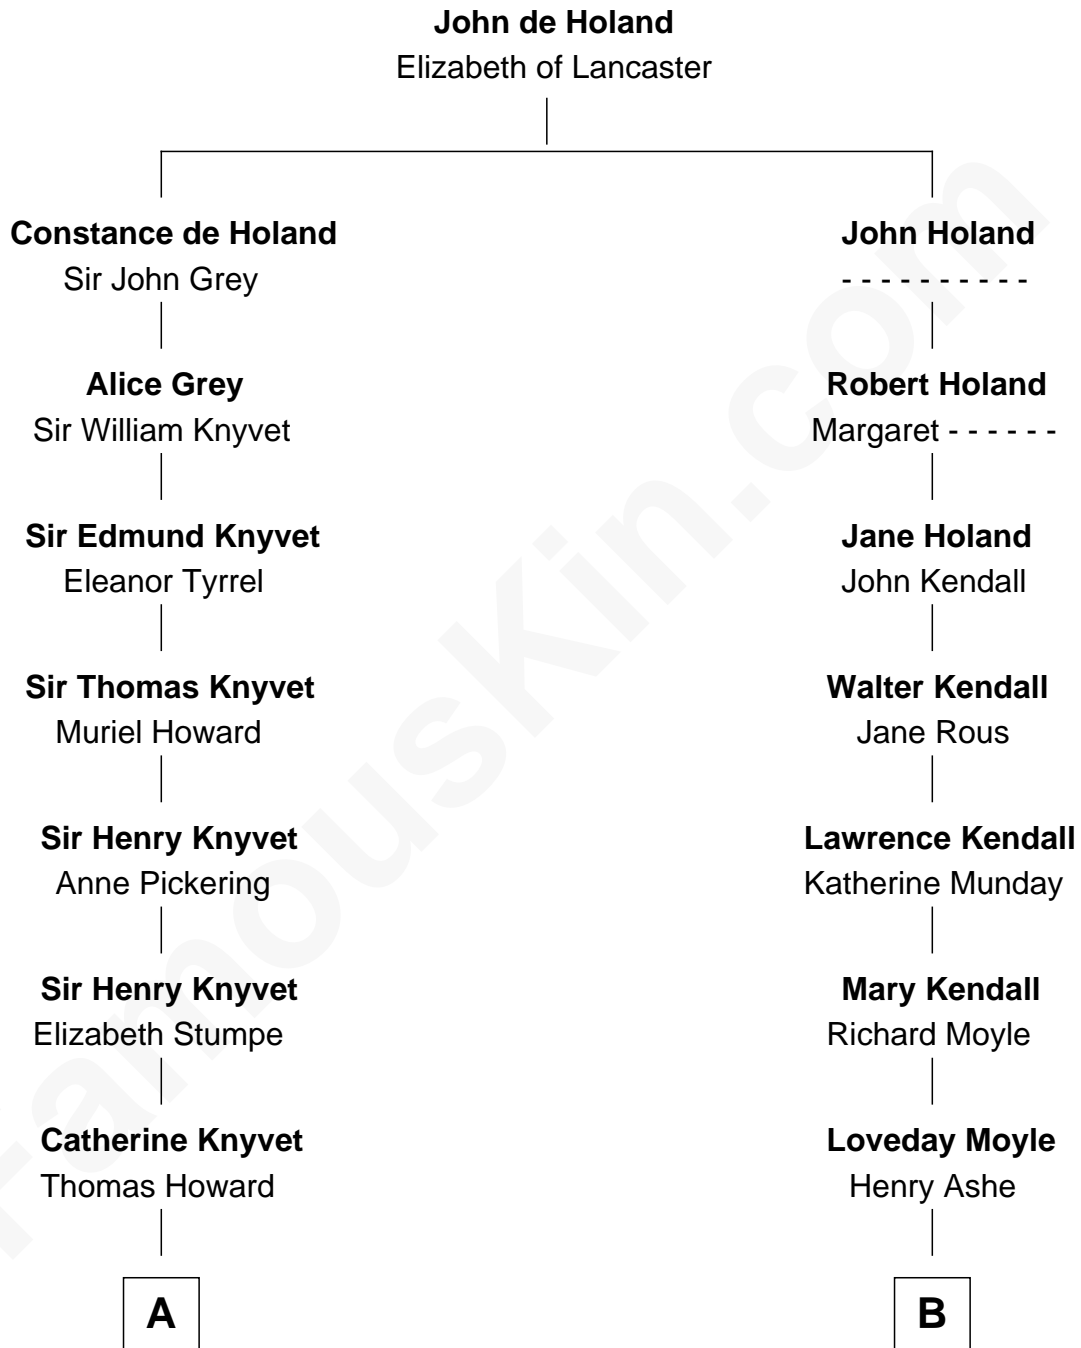 John de Holand
Elizabeth of Lancaster
Constance de Holand
Sir John Grey
John Holand
- - - - - - - - - -
Alice Grey
Sir William Knyvet
Robert Holand
Margaret - - - - - -
Sir Edmund Knyvet
Eleanor Tyrrel
Jane Holand
John Kendall
Sir Thomas Knyvet
Muriel Howard
Walter Kendall
Jane Rous
Sir Henry Knyvet
Anne Pickering
Lawrence Kendall
Katherine Munday
Sir Henry Knyvet
Elizabeth Stumpe
Mary Kendall
Richard Moyle
Catherine Knyvet
Thomas Howard
Loveday Moyle
Henry Ashe
A
B
FamousKin.com